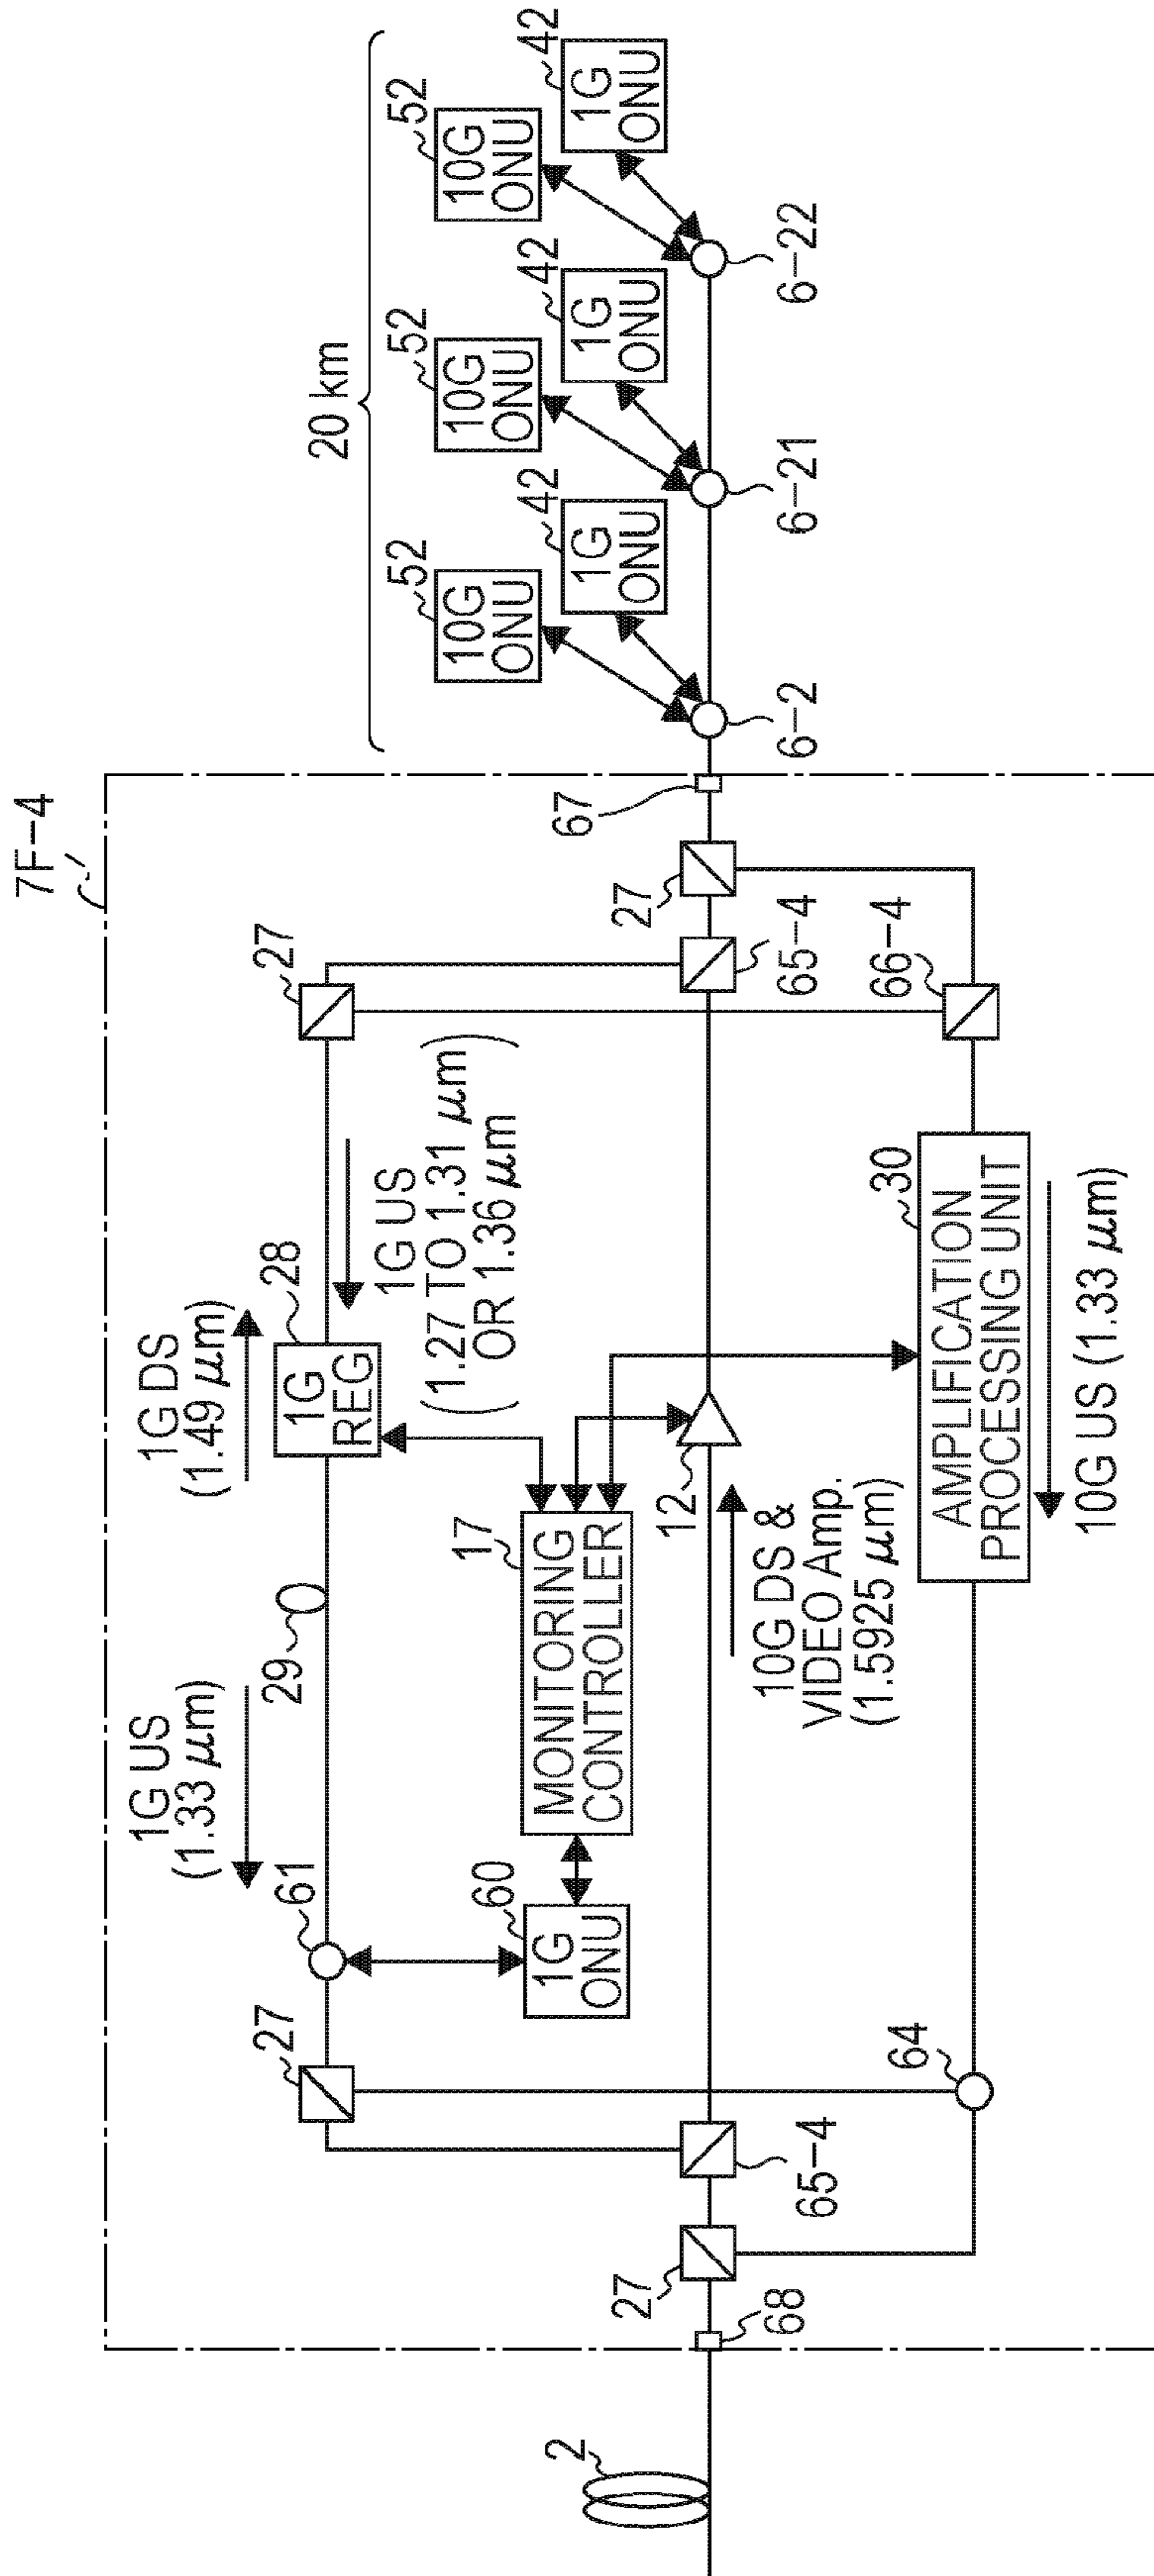 7F-4
20 km
52
10G
ONU
42
1G
ONU
52
10G
ONU
42
1G
ONU
52
10G
ONU
42
1G
ONU
6-2
6-21
6-22
67
68
2
27
27
27
27
65-4
65-4
66-4
64
61
29
1G US
(1.33 μm)
1G DS
(1.49 μm)
28
1G
REG
1G US
(1.27 TO 1.31 μm)
OR 1.36 μm
17
MONITORING
CONTROLLER
60
1G
ONU
12
10G DS &
VIDEO Amp.
(1.5925 μm)
30
AMPLIFICATION
PROCESSING UNIT
10G US (1.33 μm)